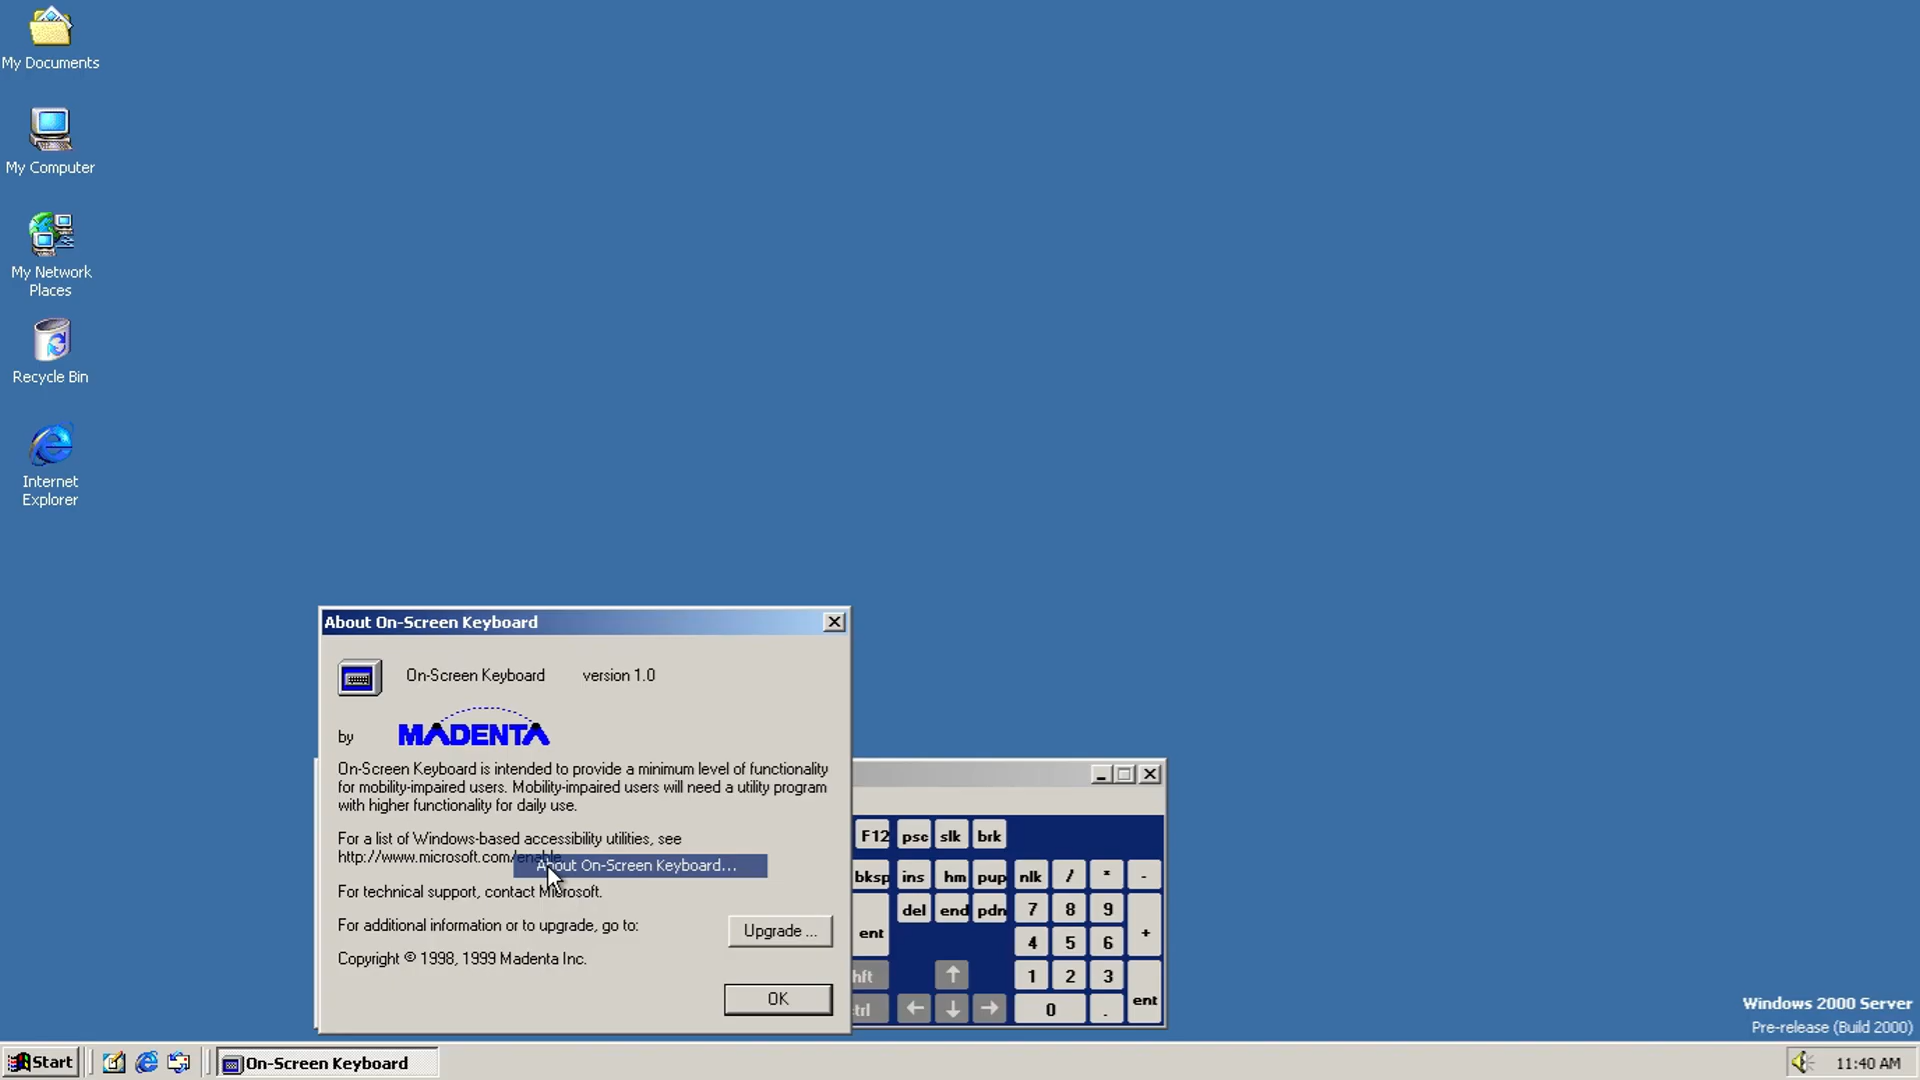 My Documents
My Computer
My Network
Places
Recycle Bin
Internet
Explorer
About On-Screen Keyboard
On-Screen Keyboard version 1.0
by MADENTA
On-Screen Keyboard is intended to provide a minimum level of functionality
for mobility-impaired users. Mobility-impaired users will need a utility program
with higher functionality for daily use.
For a list of Windows-based accessibility utilities, see
http://www.microsoft.com/enable
About On-Screen Keyboard...
For technical support, contact Microsoft.
For additional information or to upgrade, go to:
Upgrade ...
Copyright © 1998, 1999 Madenta Inc.
OK
F12 psc slk brk
bksp ins hm pup nlk / * -
del end pdn 7 8 9
ent 4 5 6 +
hft ↑ 1 2 3
trl ← ↓ → 0 . ent
Windows 2000 Server
Pre-release (Build 2000)
Start On-Screen Keyboard 11:40 AM